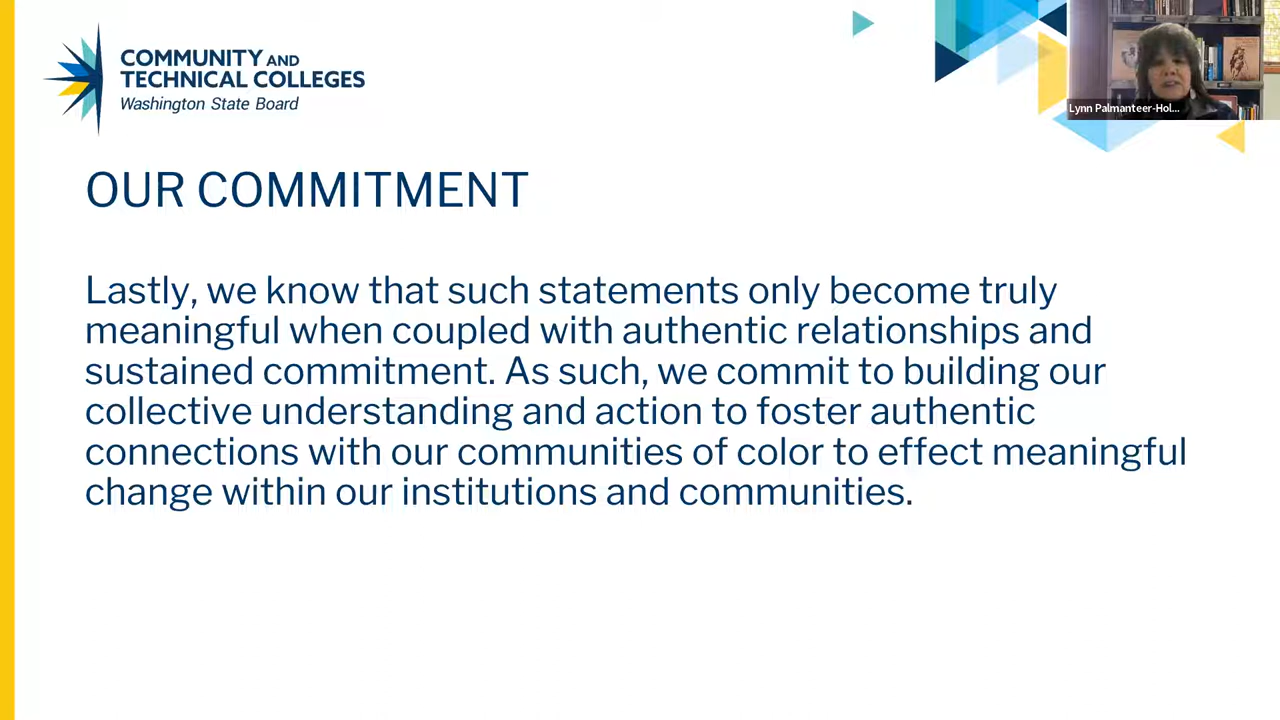 COMMUNITY AND
TECHNICAL COLLEGES
Washington State Board
Lynn Palmanteer-Hol...
OUR COMMITMENT
Lastly, we know that such statements only become truly
meaningful when coupled with authentic relationships and
sustained commitment. As such, we commit to building our
collective understanding and action to foster authentic
connections with our communities of color to effect meaningful
change within our institutions and communities.